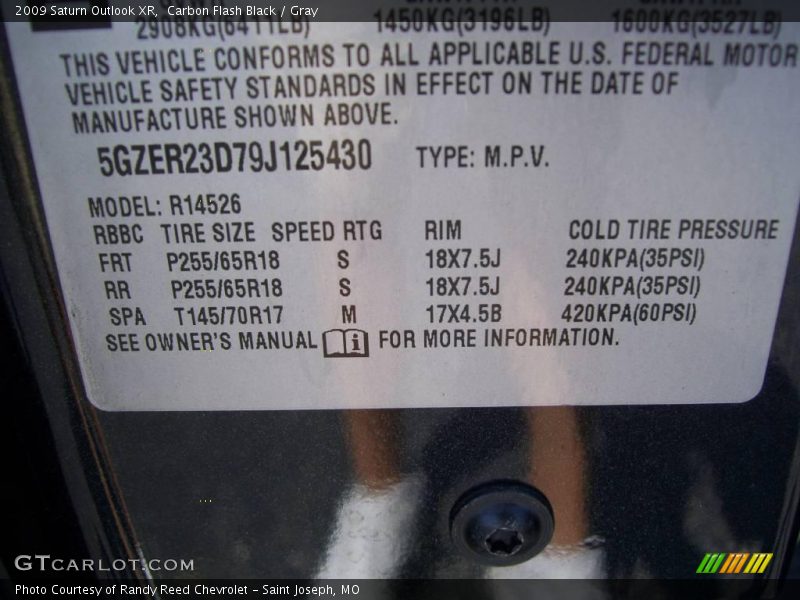 2009 Saturn Outlook XR, Carbon Flash Black / Gray
2908KG(6411LB) 1450KG(3196LB) 1600KG(3527LB)
THIS VEHICLE CONFORMS TO ALL APPLICABLE U.S. FEDERAL MOTOR
VEHICLE SAFETY STANDARDS IN EFFECT ON THE DATE OF
MANUFACTURE SHOWN ABOVE.
5GZER23D79J125430 TYPE: M.P.V.
MODEL: R14526
RBBC TIRE SIZE SPEED RTG RIM COLD TIRE PRESSURE
FRT P255/65R18 S 18X7.5J 240KPA(35PSI)
RR P255/65R18 S 18X7.5J 240KPA(35PSI)
SPA T145/70R17 M 17X4.5B 420KPA(60PSI)
SEE OWNER'S MANUAL i FOR MORE INFORMATION.
GTCARLOT.COM
Photo Courtesy of Randy Reed Chevrolet – Saint Joseph, MO